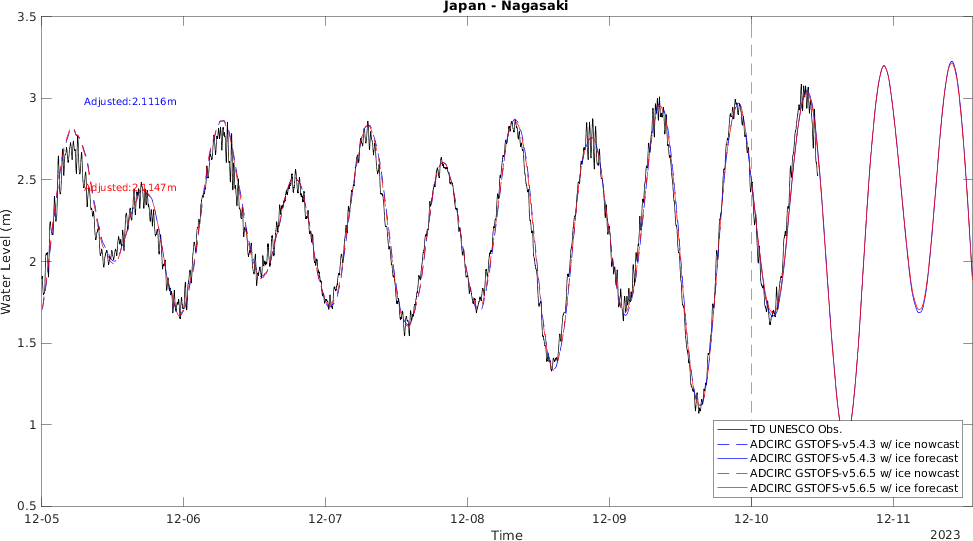 Japan - Nagasaki
3.5
3
2.5
2
1.5
1
0.5
Water Level (m)
Adjusted:2.1116m
Adjusted:2.1147m
TD UNESCO Obs.
ADCIRC GSTOFS-v5.4.3 w/ ice nowcast
ADCIRC GSTOFS-v5.4.3 w/ ice forecast
ADCIRC GSTOFS-v5.6.5 w/ ice nowcast
ADCIRC GSTOFS-v5.6.5 w/ ice forecast
12-05 12-06 12-07 12-08 12-09 12-10 12-11
Time
2023